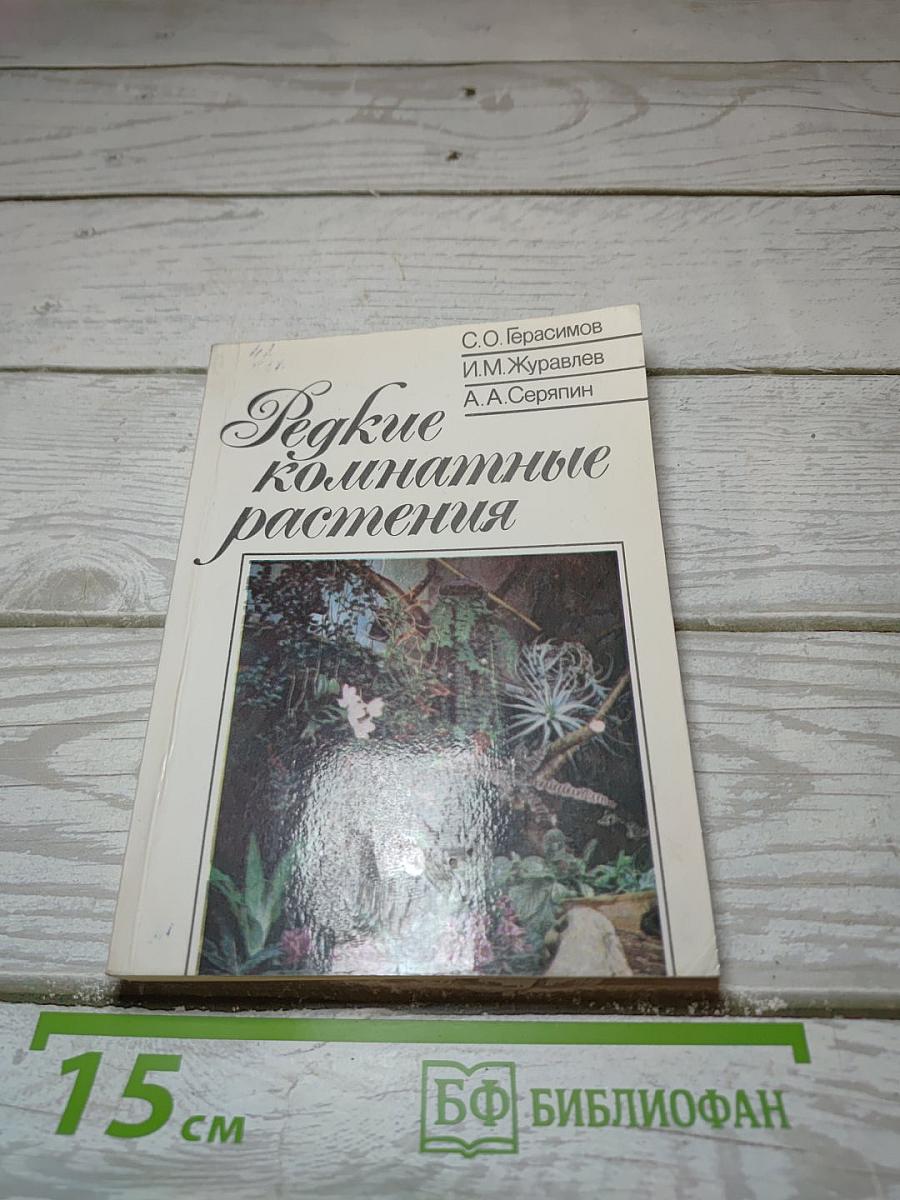 С.О.Герасимов
И.М.Журавлев
А.А.Серяпин
Редкие
комнатные
растения
15 см
БФ БИБЛИОФАН